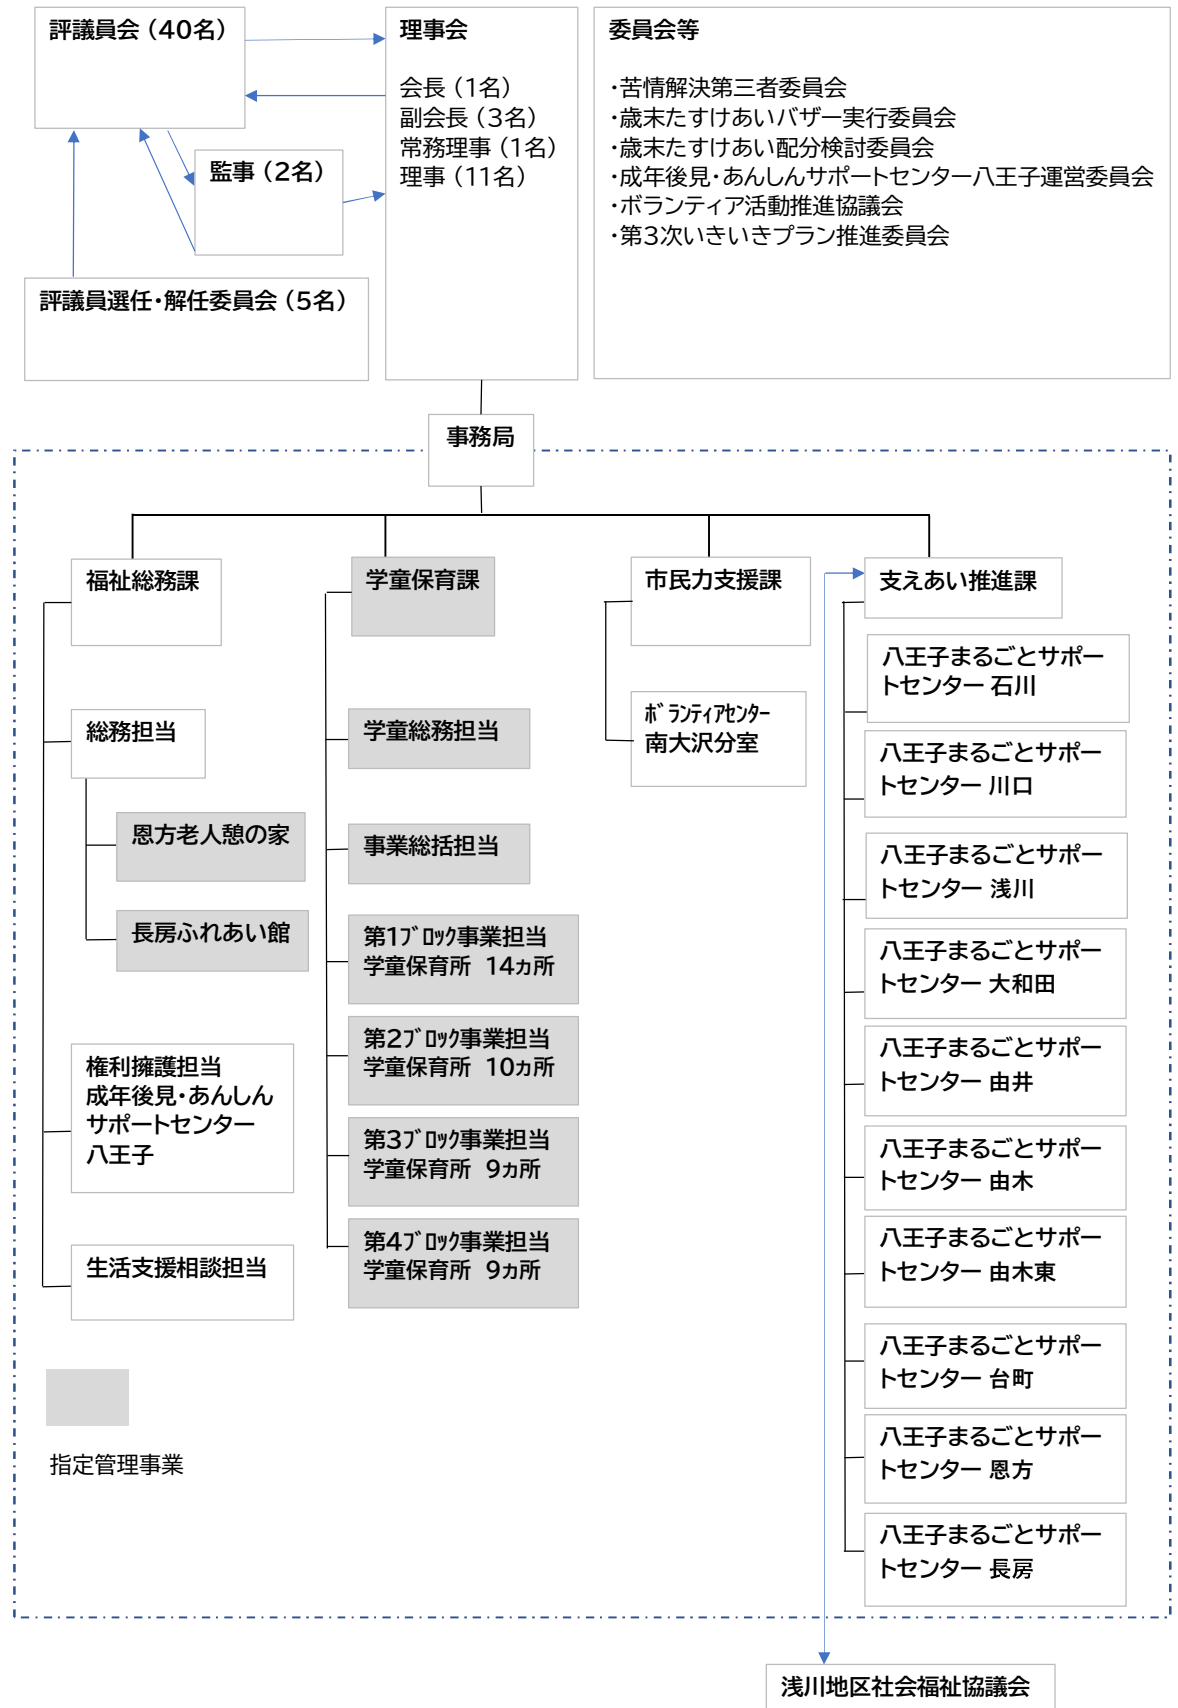 評議員会（40名）
理事会
会長（1名）
副会長（3名）
常務理事（1名）
理事（11名）
委員会等
・苦情解決第三者委員会
・歳末たすけあいバザー実行委員会
・歳末たすけあい配分検討委員会
・成年後見・あんしんサポートセンター八王子運営委員会
・ボランティア活動推進協議会
・第3次いきいきプラン推進委員会
監事（2名）
評議員選任・解任委員会（5名）
事務局
福祉総務課
総務担当
恩方老人憩の家
長房ふれあい館
権利擁護担当
成年後見・あんしん
サポートセンター
八王子
生活支援相談担当
学童保育課
学童総務担当
事業総括担当
第1ﾌﾞﾛｯｸ事業担当
学童保育所 14ヵ所
第2ﾌﾞﾛｯｸ事業担当
学童保育所 10ヵ所
第3ﾌﾞﾛｯｸ事業担当
学童保育所 9ヵ所
第4ﾌﾞﾛｯｸ事業担当
学童保育所 9ヵ所
市民力支援課
ﾎﾞﾗﾝﾃｨｱｾﾝﾀｰ
南大沢分室
支えあい推進課
八王子まるごとサポー
トセンター 石川
八王子まるごとサポー
トセンター 川口
八王子まるごとサポー
トセンター 浅川
八王子まるごとサポー
トセンター 大和田
八王子まるごとサポー
トセンター 由井
八王子まるごとサポー
トセンター 由木
八王子まるごとサポー
トセンター 由木東
八王子まるごとサポー
トセンター 台町
八王子まるごとサポー
トセンター 恩方
八王子まるごとサポー
トセンター 長房
指定管理事業
浅川地区社会福祉協議会